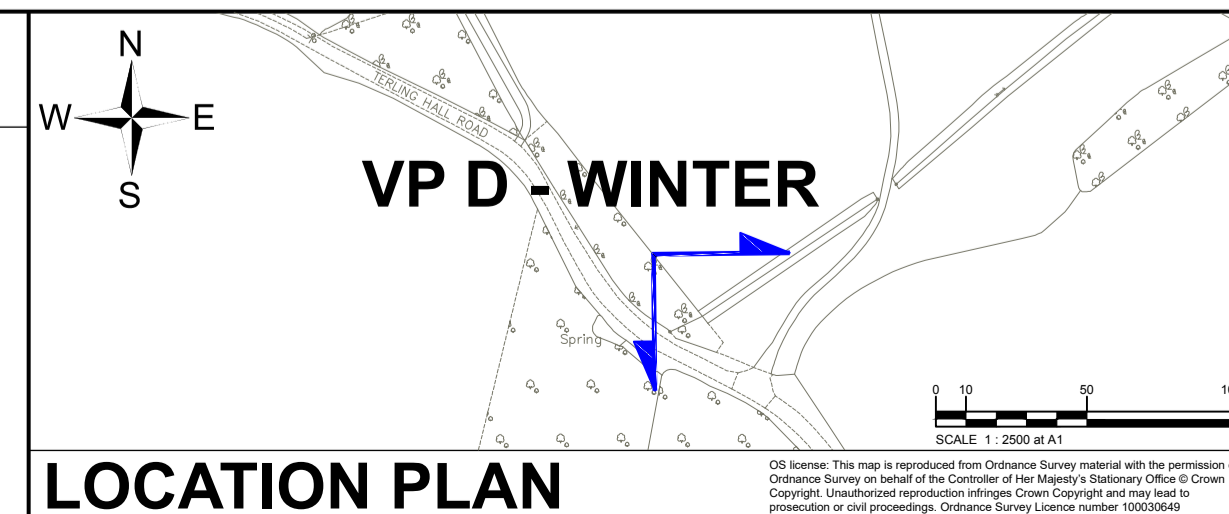 N
W E
S
TERLING HALL ROAD
VP D - WINTER
Spring
0 10 50
SCALE 1 : 2500 at A1
LOCATION PLAN
OS license: This map is reproduced from Ordnance Survey material with the permission
Ordnance Survey on behalf of the Controller of Her Majesty's Stationary Office © Crown
Copyright. Unauthorized reproduction infringes Crown Copyright and may lead to
prosecution or civil proceedings. Ordnance Survey Licence number 100030649